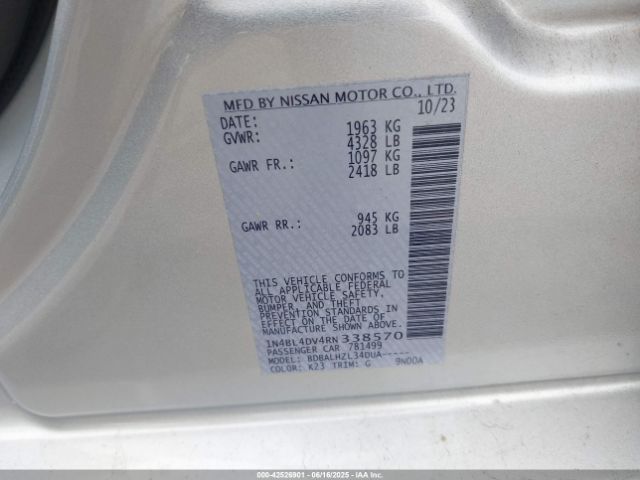 MFD BY NISSAN MOTOR CO., LTD.
DATE: 10/23
GVWR: 1963 KG
4328 LB
GAWR FR.: 1097 KG
2418 LB
GAWR RR.: 945 KG
2083 LB
THIS VEHICLE CONFORMS TO
ALL APPLICABLE FEDERAL
MOTOR VEHICLE SAFETY,
BUMPER, AND THEFT
PREVENTION STANDARDS IN
EFFECT ON THE DATE OF
MANUFACTURE SHOWN ABOVE.
1N4BL4DV4RN338570
PASSENGER CAR 781499
MODEL: BDBALHZL34DUA-----
COLOR: K23 TRIM: G 9N00A
000-42526901 - 06/16/2025 - IAAI.com